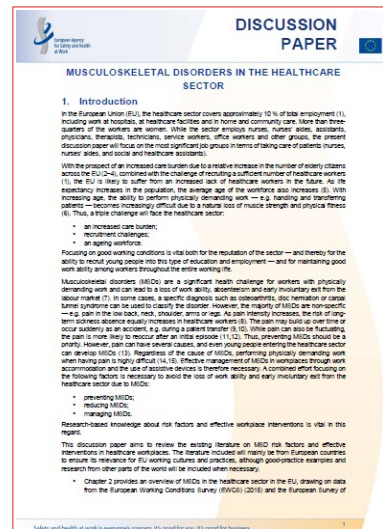 European Agency
for Safety and Health
at Work
DISCUSSION
PAPER
MUSCULOSKELETAL DISORDERS IN THE HEALTHCARE
SECTOR
1. Introduction
In the European Union (EU), the healthcare sector covers approximately 10 % of total employment (1),
including work at hospitals, at healthcare facilities and in home and community care. More than three-
quarters of the workers are women. While the sector employs nurses, nurses' aides, assistants,
physicians, therapists, technicians, service workers, office workers and other groups, the present
discussion paper will focus on the most significant job groups in terms of taking care of patients (nurses,
nurses' aides, and social and healthcare assistants).
With the prospect of an increased care burden due to a relative increase in the number of elderly citizens
across the EU (2–4), combined with the challenge of recruiting a sufficient number of healthcare workers
(1), the EU is likely to suffer from an increased lack of healthcare workers in the future. As life
expectancy increases in the population, the average age of the workforce also increases (5). With
increasing age, the ability to perform physically demanding work — e.g. handling and transferring
patients — becomes increasingly difficult due to a natural loss of muscle strength and physical fitness
(6). Thus, a triple challenge will face the healthcare sector:
• an increased care burden;
• recruitment challenges;
• an ageing workforce.
Focusing on good working conditions is vital both for the reputation of the sector — and thereby for the
ability to recruit young people into this type of education and employment — and for maintaining good
work ability among workers throughout the entire working life.
Musculoskeletal disorders (MSDs) are a significant health challenge for workers with physically
demanding work and can lead to a loss of work ability, absenteeism and early involuntary exit from the
labour market (7). In some cases, a specific diagnosis such as osteoarthritis, disc herniation or carpal
tunnel syndrome can be used to classify the disorder. However, the majority of MSDs are non-specific
— e.g. pain in the low back, neck, shoulder, arms or legs. As pain intensity increases, the risk of long-
term sickness absence equally increases in healthcare workers (8). The pain may build up over time or
occur suddenly as an accident, e.g. during a patient transfer (9,10). While pain can also be fluctuating,
the pain is more likely to reoccur after an initial episode (11,12). Thus, preventing MSDs should be a
priority. However, pain can have several causes, and even young people entering the healthcare sector
can develop MSDs (13). Regardless of the cause of MSDs, performing physically demanding work
when having pain is highly difficult (14,15). Effective management of MSDs in workplaces through work
accommodation and the use of assistive devices is therefore necessary. A combined effort focusing on
the following factors is necessary to avoid the loss of work ability and early involuntary exit from the
healthcare sector due to MSDs:
• preventing MSDs;
• reducing MSDs;
• managing MSDs.
Research-based knowledge about risk factors and effective workplace interventions is vital in this
regard.
This discussion paper aims to review the existing literature on MSD risk factors and effective
interventions in healthcare workplaces. The literature included will mainly be from European countries
to ensure its relevance for EU working cultures and practices, although good-practice examples and
research from other parts of the world will be included when necessary.
• Chapter 2 provides an overview of MSDs in the healthcare sector in the EU, drawing on data
from the European Working Conditions Survey (EWCS) (2015) and the European Survey of
Safety and health at work is everyone's concern. It's good for you. It's good for business.
1